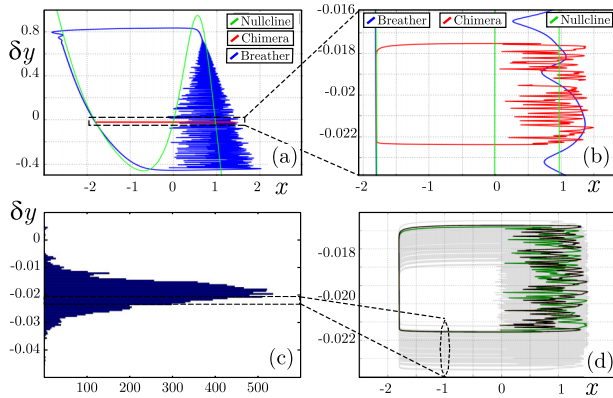 δy
0.8
0.4
0
-0.4
Nullcline
Chimera
Breather
(a)
-2 -1 0 1 2
x
Breather Chimera Nullcline
-0.016
-0.018
-0.02
-0.022
(b)
-2 -1 0 1
x
δy
0
-0.01
-0.02
-0.03
-0.04
(c)
100 200 300 400 500
-0.018
-0.020
-0.022
(d)
-2 -1 0 1
x